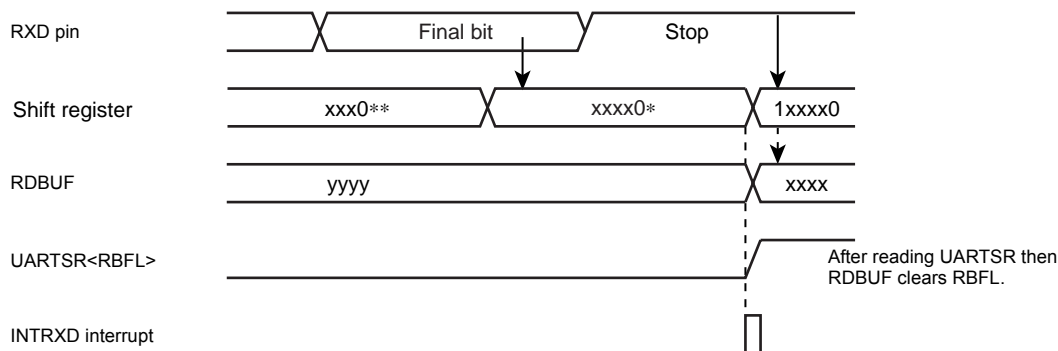 RXD pin
Final bit
Stop
Shift register
xxx0**
xxxx0*
1xxxx0
RDBUF
yyyy
xxxx
UARTSR<RBFL>
After reading UARTSR then
RDBUF clears RBFL.
INTRXD interrupt